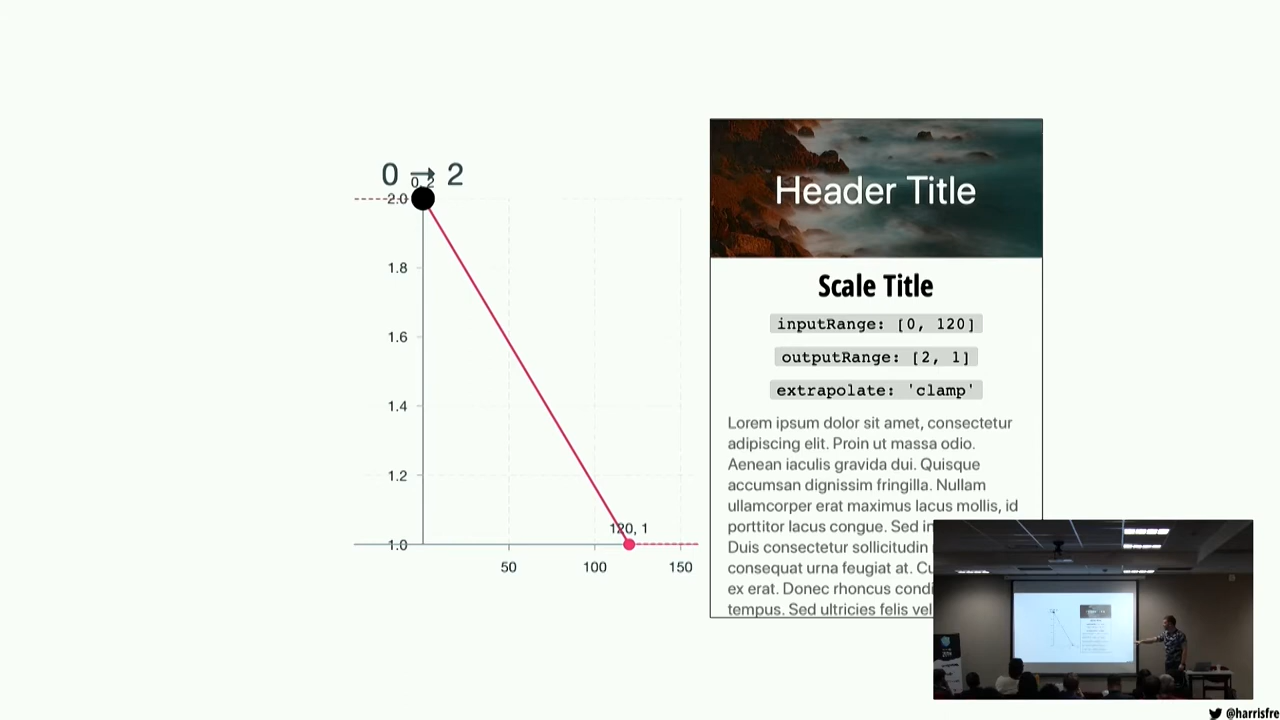 0 → 2
0, 2
2.0
1.8
1.6
1.4
1.2
1.0
120, 1
50
100
150
Header Title
Scale Title
inputRange: [0, 120]
outputRange: [2, 1]
extrapolate: 'clamp'
Lorem ipsum dolor sit amet, consectetur
adipiscing elit. Proin ut massa odio.
Aenean iaculis gravida dui. Quisque
accumsan dignissim fringilla. Nullam
ullamcorper erat maximus lacus mollis, id
porttitor lacus congue. Sed in
Duis consectetur sollicitudin
consequat urna feugiat at. Cu
ex erat. Donec rhoncus condi
tempus. Sed ultricies felis vel
@harrisfre